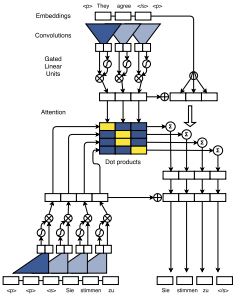 <p> They agree </s> <p>
Embeddings
Convolutions
Gated
Linear
Units
Attention
Dot products
Σ
Σ
Σ
Σ
<p> <p> <s> Sie stimmen zu
Sie stimmen zu </s>